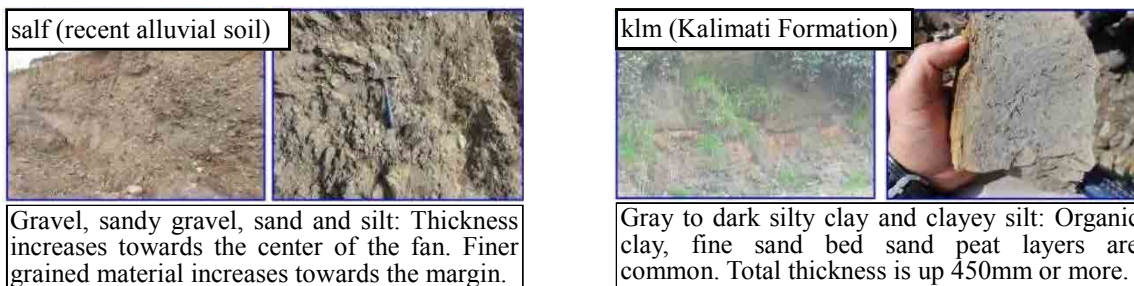 salf (recent alluvial soil)
Gravel, sandy gravel, sand and silt: Thickness
increases towards the center of the fan. Finer
grained material increases towards the margin.
klm (Kalimati Formation)
Gray to dark silty clay and clayey silt: Organic
clay, fine sand bed sand peat layers are
common. Total thickness is up 450mm or more.